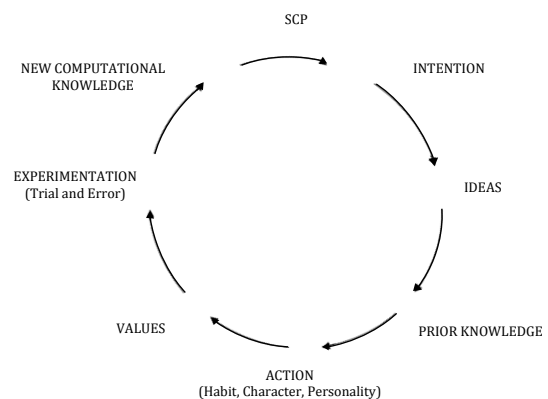 SCP
INTENTION
IDEAS
PRIOR KNOWLEDGE
ACTION
(Habit, Character, Personality)
VALUES
EXPERIMENTATION
(Trial and Error)
NEW COMPUTATIONAL
KNOWLEDGE